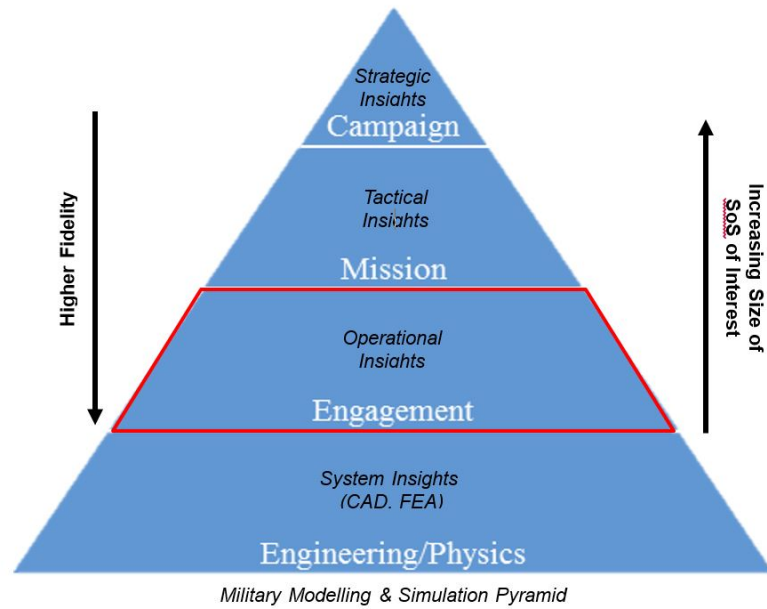 Strategic
Insights
Campaign
Tactical
Insights
Mission
Operational
Insights
Engagement
System Insights
(CAD, FEA)
Engineering/Physics
Higher Fidelity
Increasing Size of
SoS of Interest
Military Modelling & Simulation Pyramid